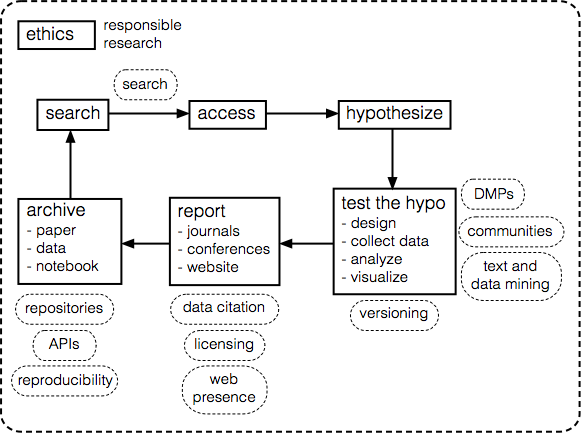 ethics
responsible
research
search
search
access
hypothesize
archive
- paper
- data
- notebook
report
- journals
- conferences
- website
test the hypo
- design
- collect data
- analyze
- visualize
DMPs
communities
text and
data mining
repositories
APIs
reproducibility
data citation
licensing
web
presence
versioning